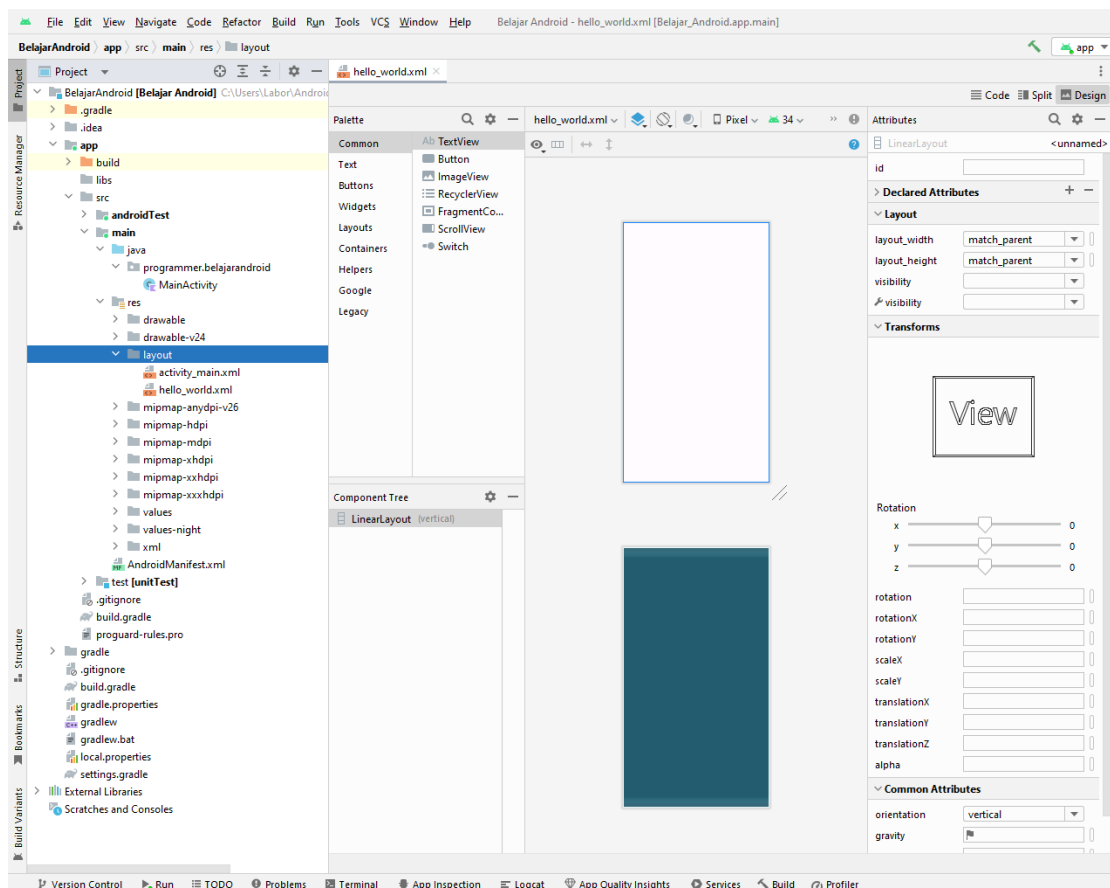 File Edit View Navigate Code Refactor Build Run Tools VCS Window Help Belajar Android - hello_world.xml [Belajar_Android.app.main]
BelajarAndroid app src main res layout
app
Project
Resource Manager
Structure
Bookmarks
Build Variants
Project
BelajarAndroid [Belajar Android] C:\Users\Labor\Android
.gradle
.idea
app
build
libs
src
androidTest
main
java
programmer.belajarandroid
MainActivity
res
drawable
drawable-v24
layout
activity_main.xml
hello_world.xml
mipmap-anydpi-v26
mipmap-hdpi
mipmap-mdpi
mipmap-xhdpi
mipmap-xxhdpi
mipmap-xxxhdpi
values
values-night
xml
AndroidManifest.xml
test [unitTest]
.gitignore
build.gradle
proguard-rules.pro
gradle
.gitignore
build.gradle
gradle.properties
gradlew
gradlew.bat
local.properties
settings.gradle
External Libraries
Scratches and Consoles
hello_world.xml
Code Split Design
Palette
Common
Text
Buttons
Widgets
Layouts
Containers
Helpers
Google
Legacy
Ab TextView
Button
ImageView
RecyclerView
FragmentCo...
ScrollView
Switch
Component Tree
LinearLayout (vertical)
hello_world.xml Pixel 34 >>
Attributes
LinearLayout <unnamed>
id
Declared Attributes
Layout
layout_width match_parent
layout_height match_parent
visibility
visibility
Transforms
View
Rotation
x 0
y 0
z 0
rotation
rotationX
rotationY
scaleX
scaleY
translationX
translationY
translationZ
alpha
Common Attributes
orientation vertical
gravity
Version Control Run TODO Problems Terminal App Inspection Logcat App Quality Insights Services Build Profiler